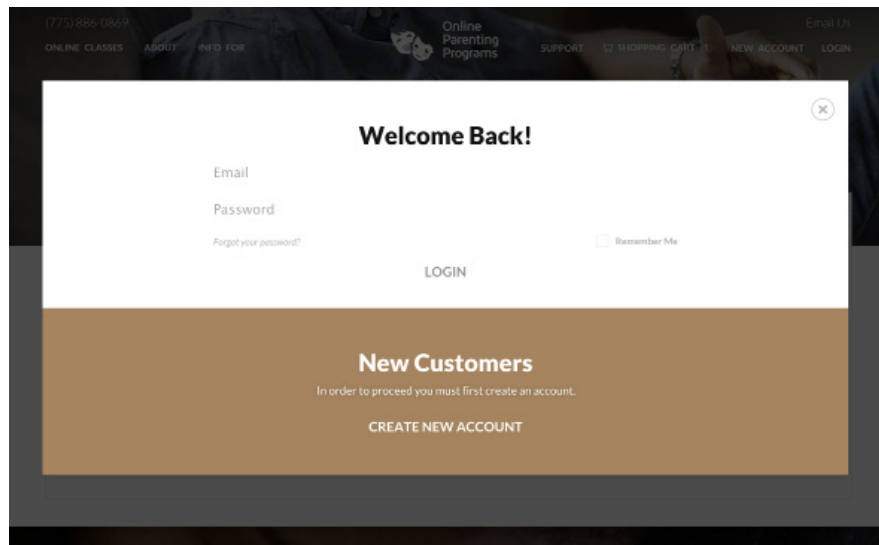 (775) 886-0869
Email Us
ONLINE CLASSES ABOUT INFO FOR
Online
Parenting
Programs
SUPPORT SHOPPING CART NEW ACCOUNT LOGIN
Welcome Back!
Email
Password
Forgot your password?
Remember Me
LOGIN
New Customers
In order to proceed you must first create an account.
CREATE NEW ACCOUNT